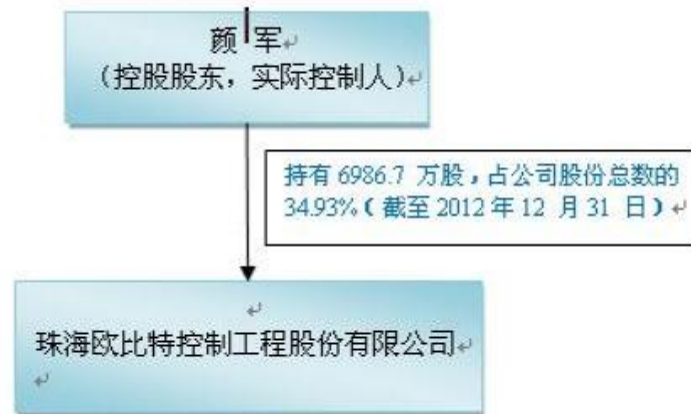 颜 军
（控股股东，实际控制人）
持有 6986.7 万股，占公司股份总数的
34.93%（截至 2012 年 12 月 31 日）
珠海欧比特控制工程股份有限公司